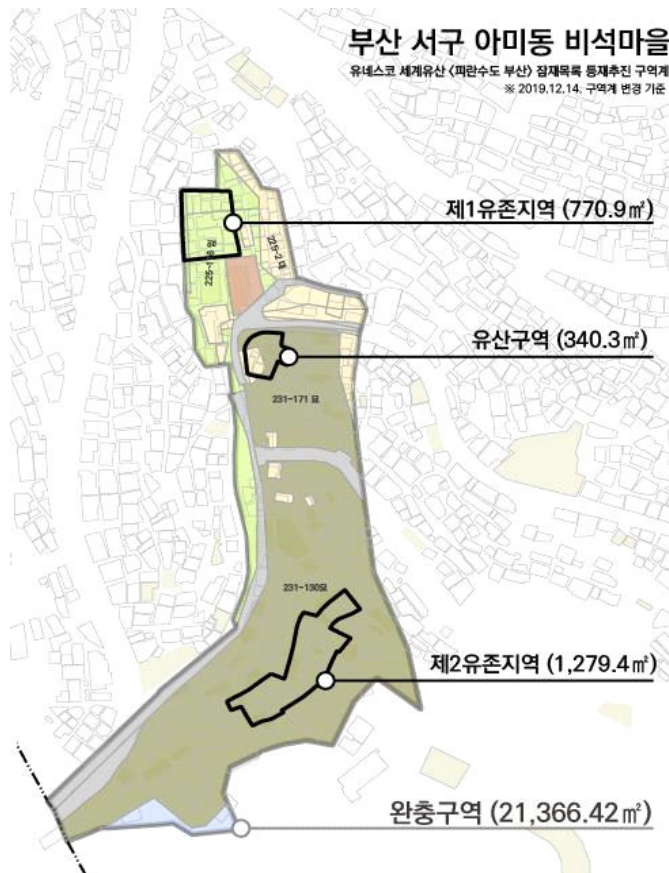 부산 서구 아미동 비석마을
유네스코 세계유산 <피란수도 부산> 잠재목록 등재추진 구역계
※ 2019.12.14. 구역계 변경 기준
제1유존지역 (770.9㎡)
225-2 대
유산구역 (340.3㎡)
231-171 묘
231-130묘
제2유존지역 (1,279.4㎡)
완충구역 (21,366.42㎡)